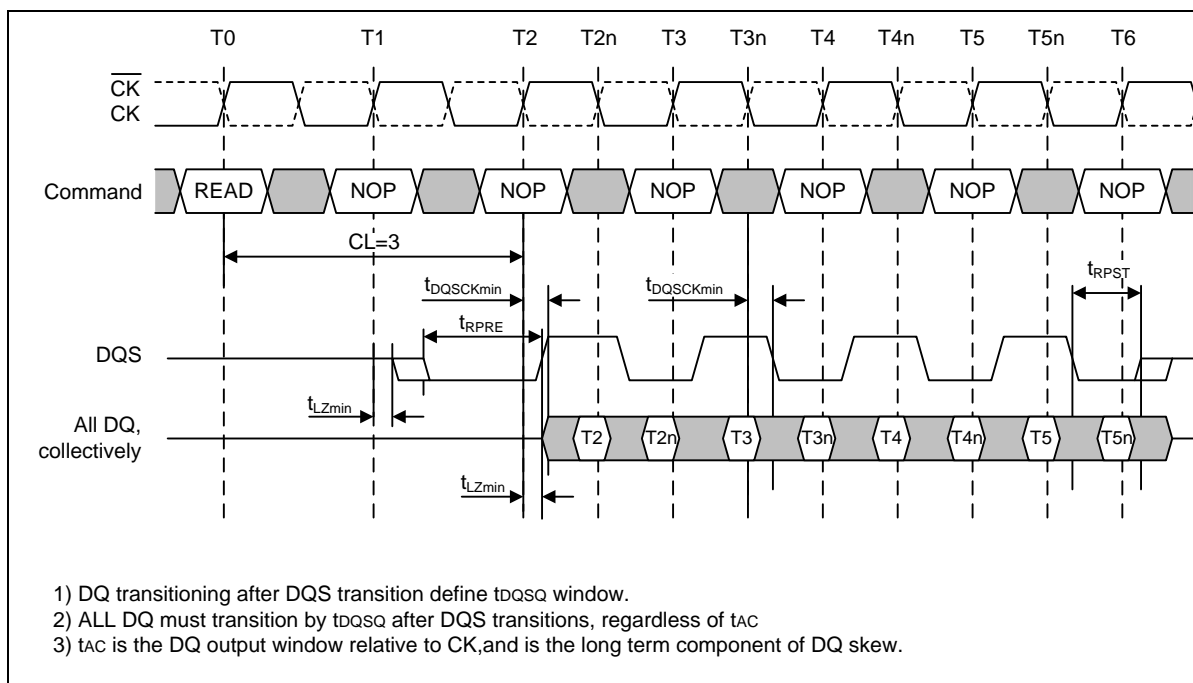 T0 T1 T2 T2n T3 T3n T4 T4n T5 T5n T6
CK
CK
Command READ NOP NOP NOP NOP NOP NOP
CL=3
tDQSCKmin tDQSCKmin tRPST
tRPRE
DQS
tLZmin
All DQ,
collectively
T2 T2n T3 T3n T4 T4n T5 T5n
tLZmin
1) DQ transitioning after DQS transition define tDQSQ window.
2) ALL DQ must transition by tDQSQ after DQS transitions, regardless of tAC
3) tAC is the DQ output window relative to CK,and is the long term component of DQ skew.